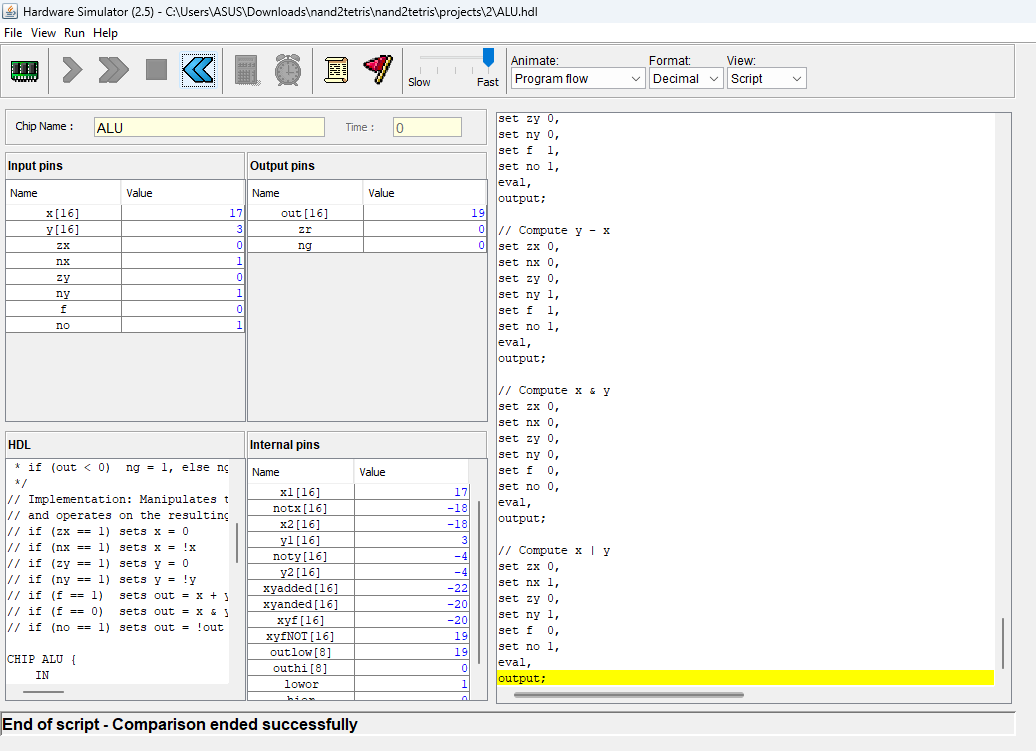 Hardware Simulator (2.5) - C:\Users\ASUS\Downloads\nand2tetris\nand2tetris\projects\2\ALU.hdl
File View Run Help
Animate: Format: View:
Slow Fast Program flow Decimal Script
Chip Name : ALU Time : 0
Input pins
Name Value
x[16] 17
y[16] 3
zx 0
nx 1
zy 0
ny 1
f 0
no 1
Output pins
Name Value
out[16] 19
zr 0
ng 0
HDL
* if (out < 0) ng = 1, else ng
*/
// Implementation: Manipulates t
// and operates on the resulting
// if (zx == 1) sets x = 0
// if (nx == 1) sets x = !x
// if (zy == 1) sets y = 0
// if (ny == 1) sets y = !y
// if (f == 1) sets out = x + y
// if (f == 0) sets out = x & y
// if (no == 1) sets out = !out
CHIP ALU {
IN
Internal pins
Name Value
x1[16] 17
notx[16] -18
x2[16] -18
y1[16] 3
noty[16] -4
y2[16] -4
xyadded[16] -22
xyanded[16] -20
xyf[16] -20
xyfNOT[16] 19
outlow[8] 19
outhi[8] 0
lowor 1
hior 0
set zy 0,
set ny 0,
set f 1,
set no 1,
eval,
output;
// Compute y - x
set zx 0,
set nx 0,
set zy 0,
set ny 1,
set f 1,
set no 1,
eval,
output;
// Compute x & y
set zx 0,
set nx 0,
set zy 0,
set ny 0,
set f 0,
set no 0,
eval,
output;
// Compute x | y
set zx 0,
set nx 1,
set zy 0,
set ny 1,
set f 0,
set no 1,
eval,
output;
End of script - Comparison ended successfully